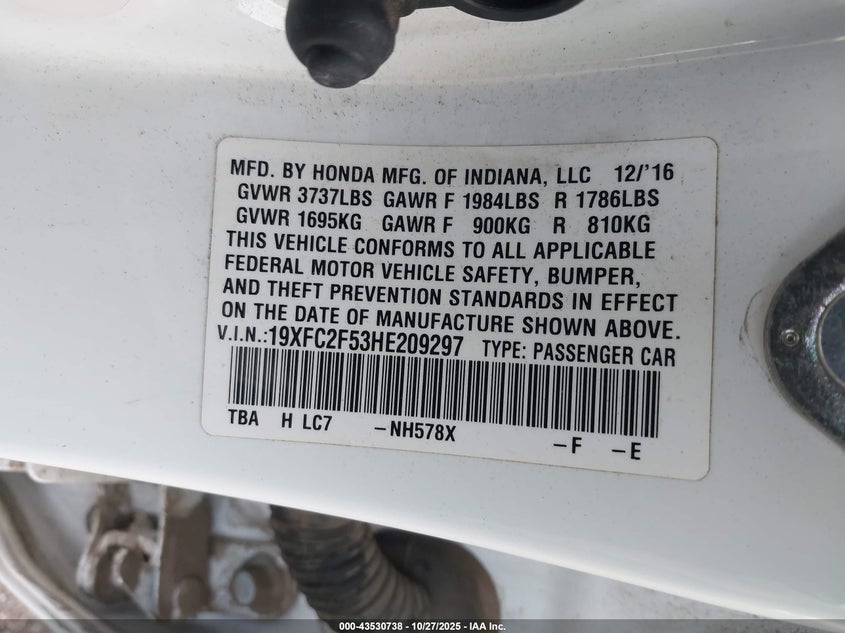 MFD. BY HONDA MFG. OF INDIANA, LLC 12/'16
GVWR 3737LBS GAWR F 1984LBS R 1786LBS
GVWR 1695KG GAWR F 900KG R 810KG
THIS VEHICLE CONFORMS TO ALL APPLICABLE
FEDERAL MOTOR VEHICLE SAFETY, BUMPER,
AND THEFT PREVENTION STANDARDS IN EFFECT
ON THE DATE OF MANUFACTURE SHOWN ABOVE.
V.I.N.:19XFC2F53HE209297 TYPE: PASSENGER CAR
TBA H LC7 -NH578X -F -E
000-43530738 - 10/27/2025 - IAA Inc.